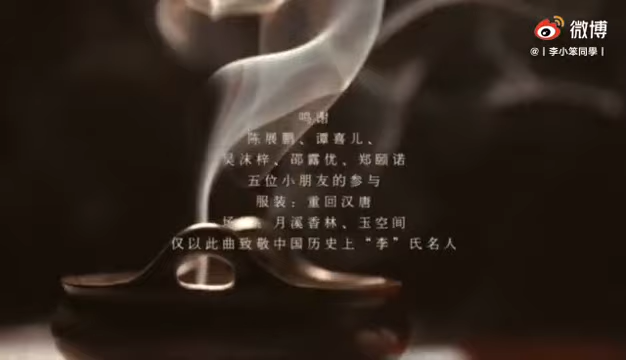 微博
@丨李小笨同學丨
鸣谢
陈展鹏、谭喜儿、
吴沫梓、邵露优、郑颐诺
五位小朋友的参与
服装：重回汉唐
月溪香林、玉空间
仅以此曲致敬中国历史上“李”氏名人